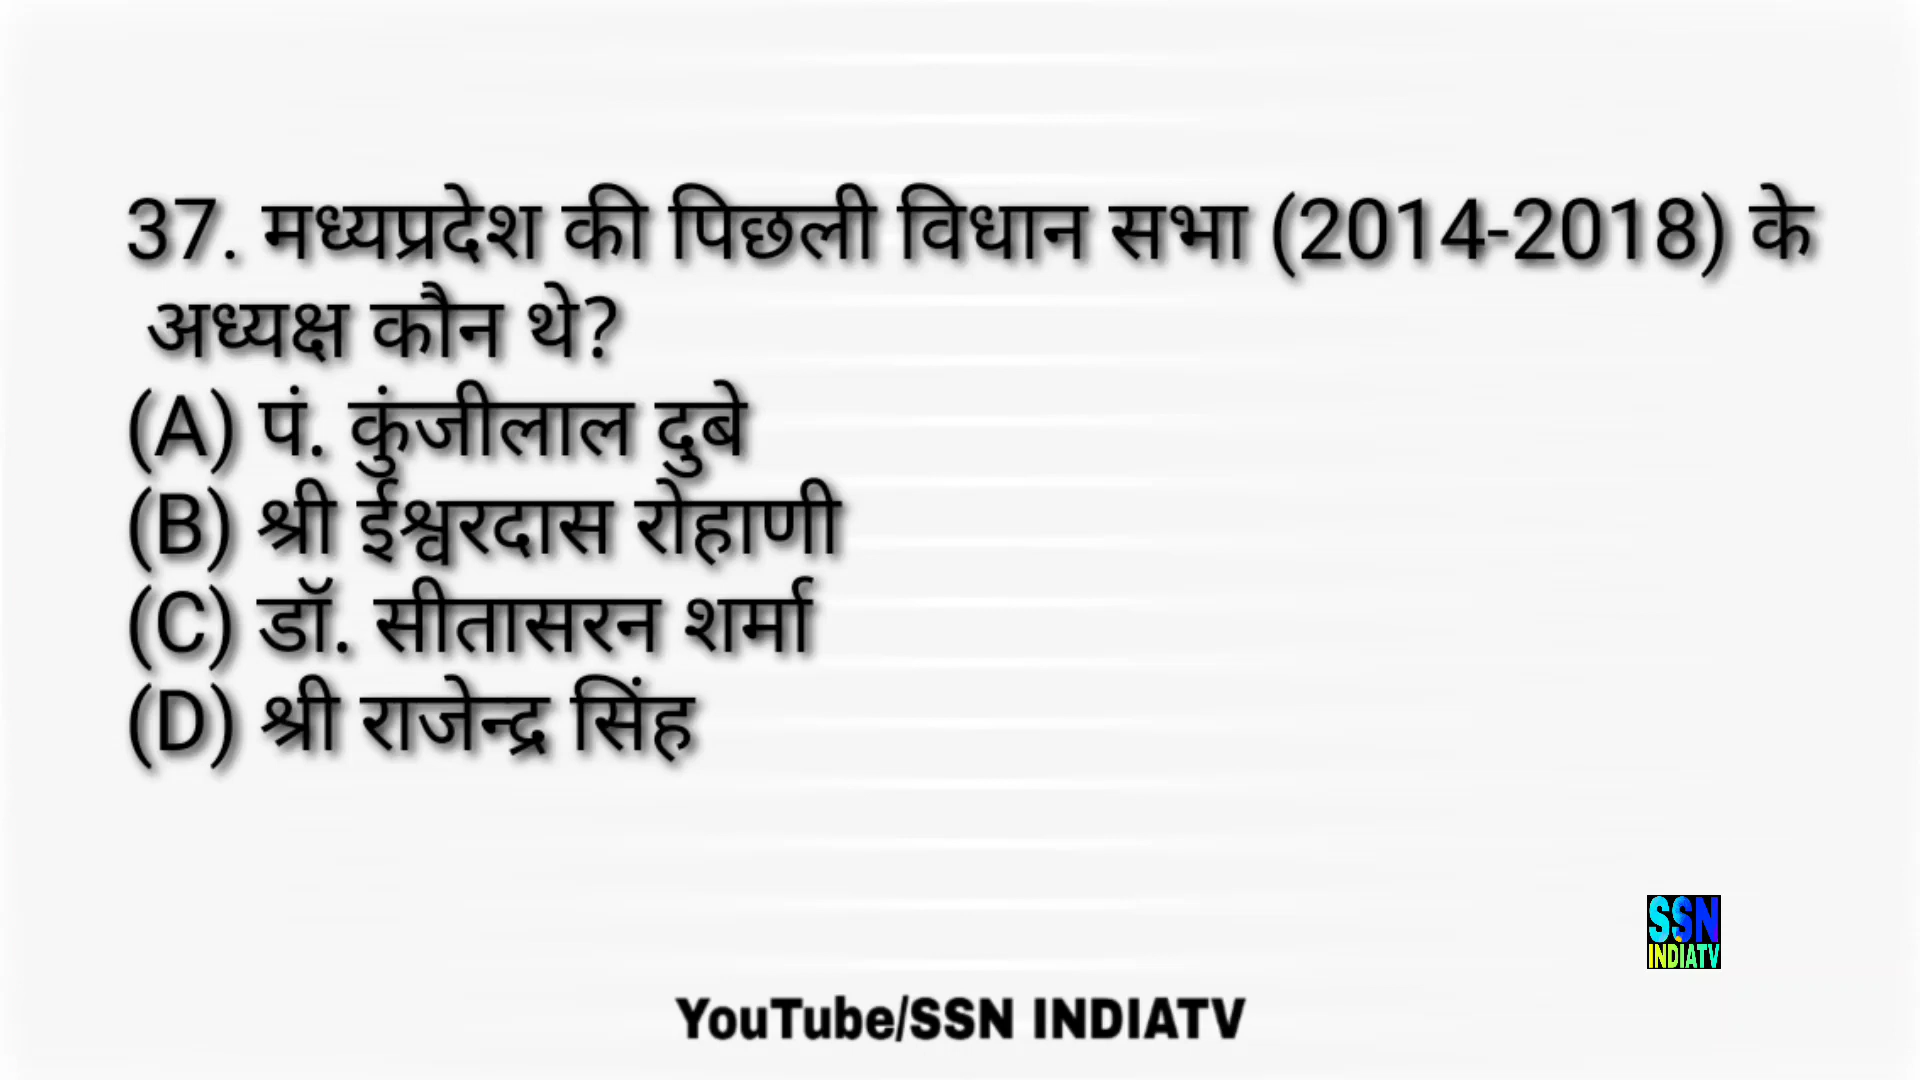 37. मध्यप्रदेश की पिछली विधान सभा (2014-2018) के
अध्यक्ष कौन थे?
(A) पं. कुंजीलाल दुबे
(B) श्री ईश्वरदास रोहाणी
(C) डॉ. सीतासरन शर्मा
(D) श्री राजेन्द्र सिंह
SSN
INDIATV
YouTube/SSN INDIATV